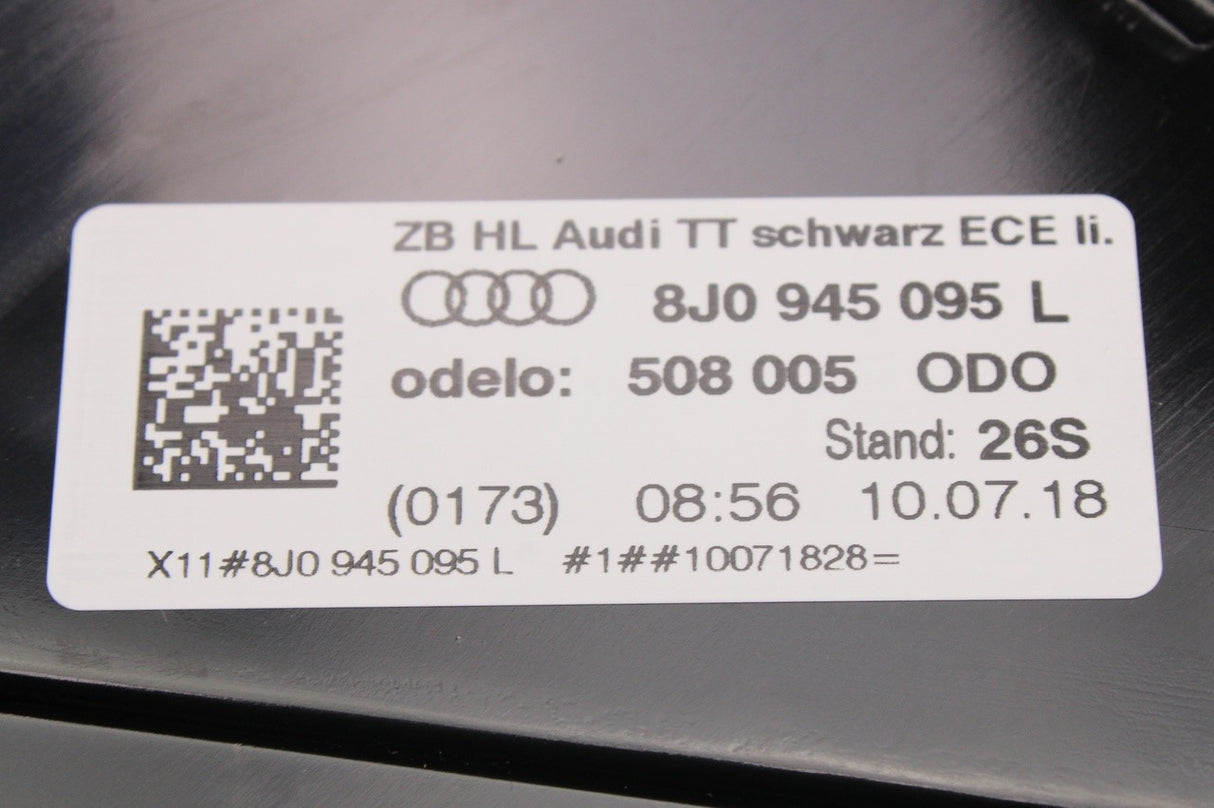 ZB HL Audi TT schwarz ECE li.
8J0 945 095 L
odelo: 508 005 ODO
Stand: 26S
(0173) 08:56 10.07.18
X11#8J0 945 095 L #1##10071828=